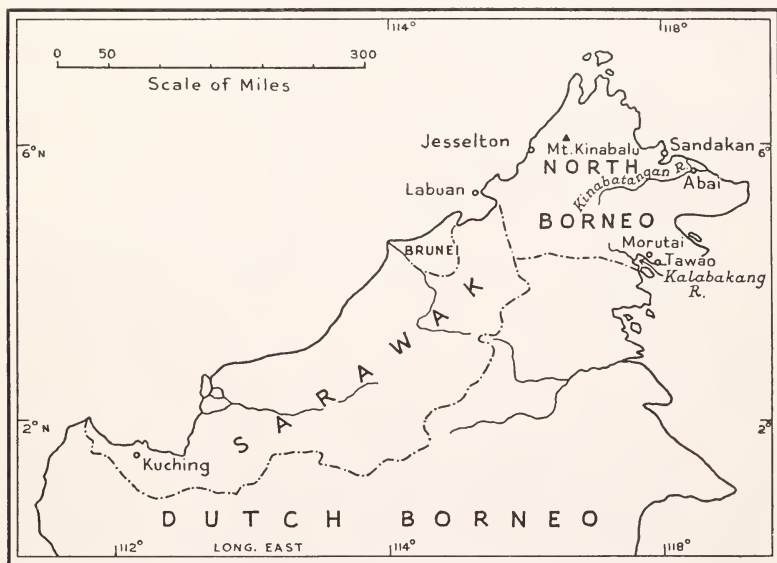 114° 118°
0 50 300
Scale of Miles
6°N 6°
Jesselton
Mt. Kinabalu
Sandakan
NORTH
Kinabatangan R.
Abai
Labuan
BORNEO
Morutai
BRUNEI
Tawao
Kalabakang
R.
SARAWAK
2°N 2°
Kuching
DUTCH BORNEO
112° LONG. EAST 114° 118°